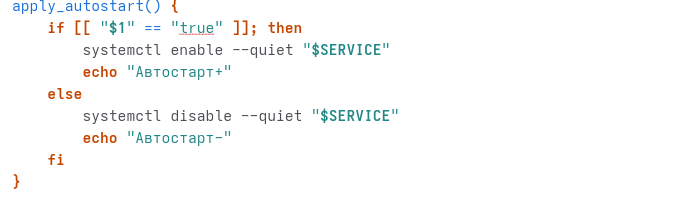 apply_autostart() {
    if [[ "$1" == "true" ]]; then
        systemctl enable --quiet "$SERVICE"
        echo "Автостарт+"
    else
        systemctl disable --quiet "$SERVICE"
        echo "Автостарт-"
    fi
}